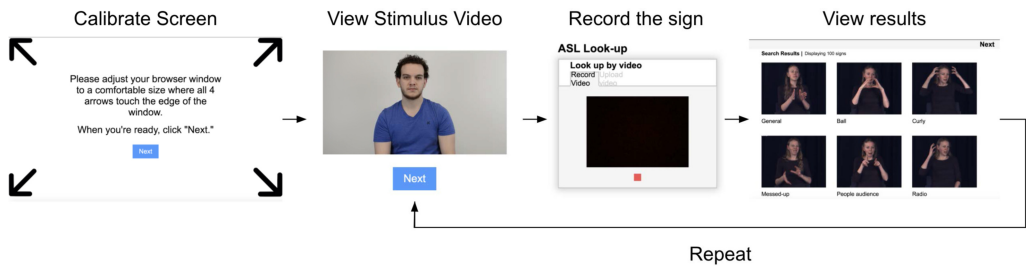 Calibrate Screen
View Stimulus Video
Record the sign
View results
Please adjust your browser window
to a comfortable size where all 4
arrows touch the edge of the
window.
When you're ready, click "Next."
Next
Next
ASL Look-up
Look up by video
Record Upload
Video video
Next
Search Results | Displaying 100 signs
General Ball Curly
Messed-up People audience Radio
Repeat